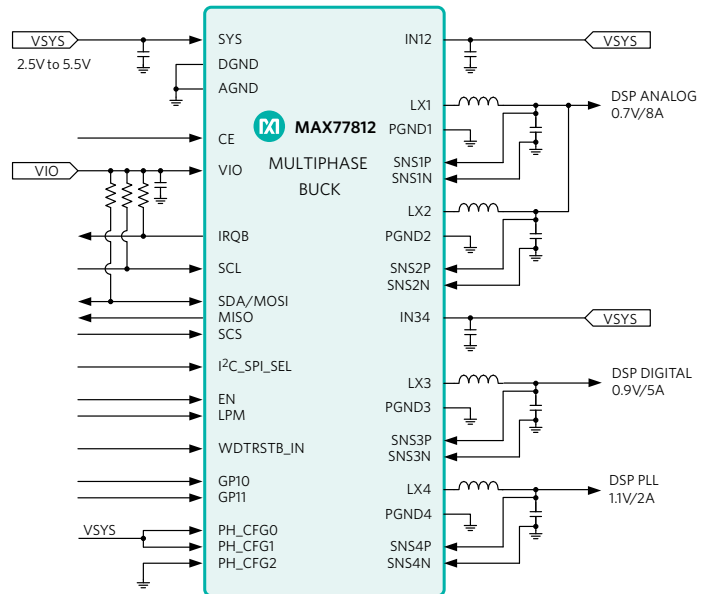 VSYS
2.5V to 5.5V
VIO
VSYS
SYS
DGND
AGND
CE
VIO
IRQB
SCL
SDA/MOSI
MISO
SCS
I²C_SPI_SEL
EN
LPM
WDTRSTB_IN
GP10
GP11
PH_CFG0
PH_CFG1
PH_CFG2
MAX77812
MULTIPHASE
BUCK
IN12
LX1
PGND1
SNS1P
SNS1N
LX2
PGND2
SNS2P
SNS2N
IN34
LX3
PGND3
SNS3P
SNS3N
LX4
PGND4
SNS4P
SNS4N
VSYS
DSP ANALOG
0.7V/8A
VSYS
DSP DIGITAL
0.9V/5A
DSP PLL
1.1V/2A